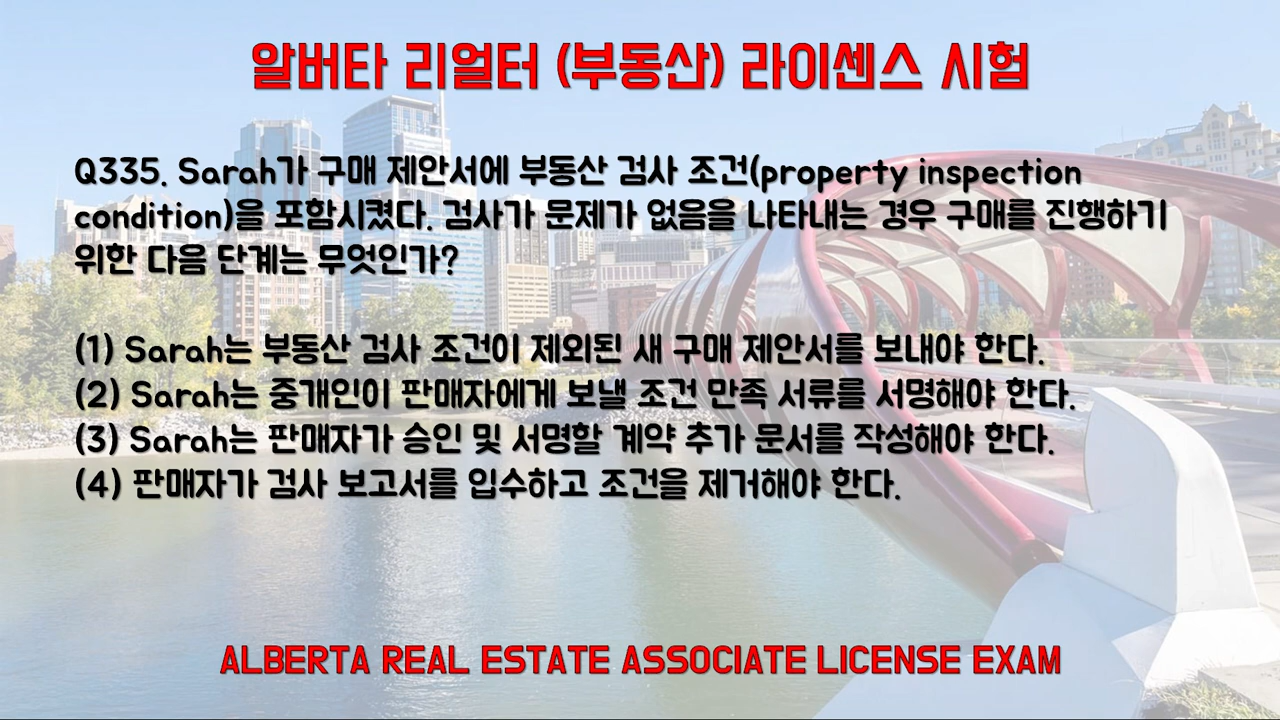 알버타 리얼터 (부동산) 라이센스 시험
Q335. Sarah가 구매 제안서에 부동산 검사 조건(property inspection
condition)을 포함시켰다. 검사가 문제가 없음을 나타내는 경우 구매를 진행하기
위한 다음 단계는 무엇인가?
(1) Sarah는 부동산 검사 조건이 제외된 새 구매 제안서를 보내야 한다.
(2) Sarah는 중개인이 판매자에게 보낼 조건 만족 서류를 서명해야 한다.
(3) Sarah는 판매자가 승인 및 서명할 계약 추가 문서를 작성해야 한다.
(4) 판매자가 검사 보고서를 입수하고 조건을 제거해야 한다.
ALBERTA REAL ESTATE ASSOCIATE LICENSE EXAM